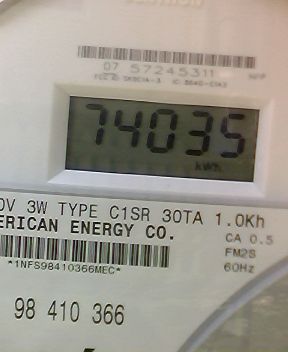 07 57245311 NFP
74035
kWh
0V 3W TYPE C1SR 30TA 1.0Kh
ERICAN ENERGY CO.
CA 0.5
FM2S
60Hz
*1NFS98410366MEC*
98 410 366